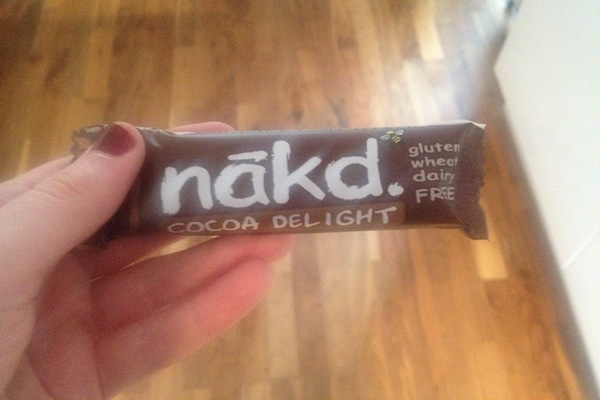 nākd.
COCOA DELIGHT
gluten
wheat
dairy
FREE